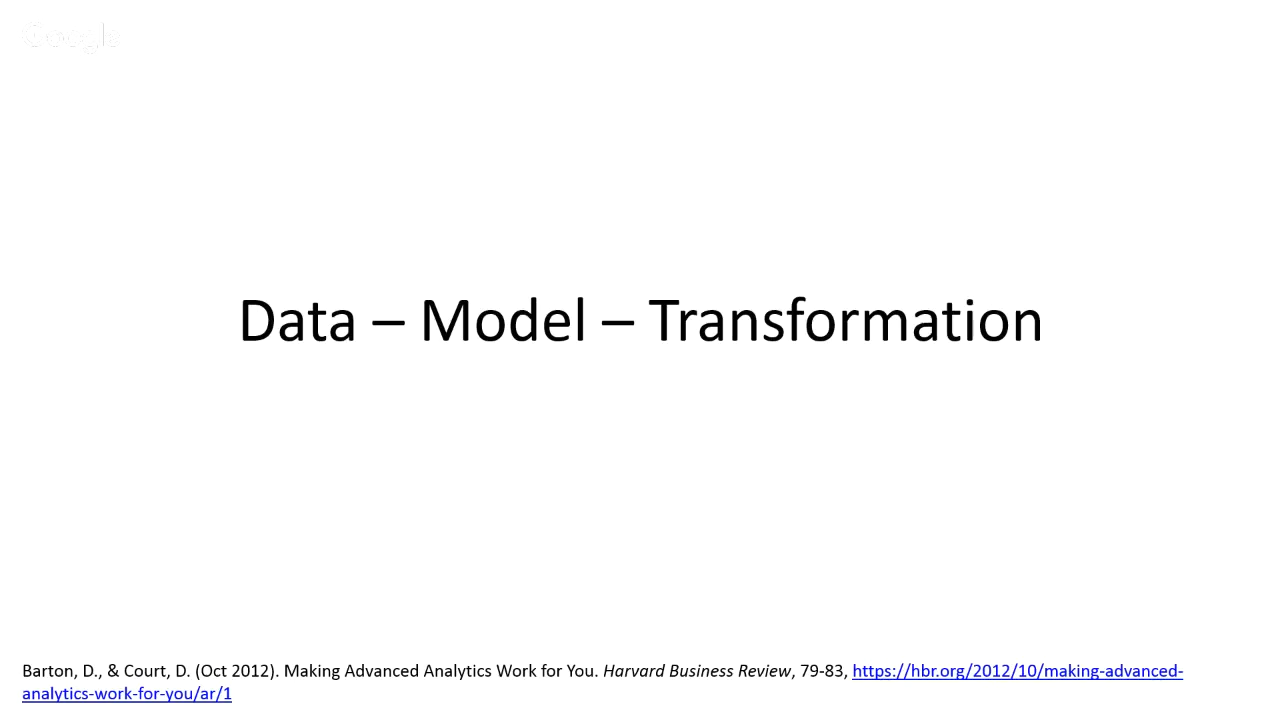 Google
Data – Model – Transformation
Barton, D., & Court, D. (Oct 2012). Making Advanced Analytics Work for You. Harvard Business Review, 79-83, https://hbr.org/2012/10/making-advanced-
analytics-work-for-you/ar/1